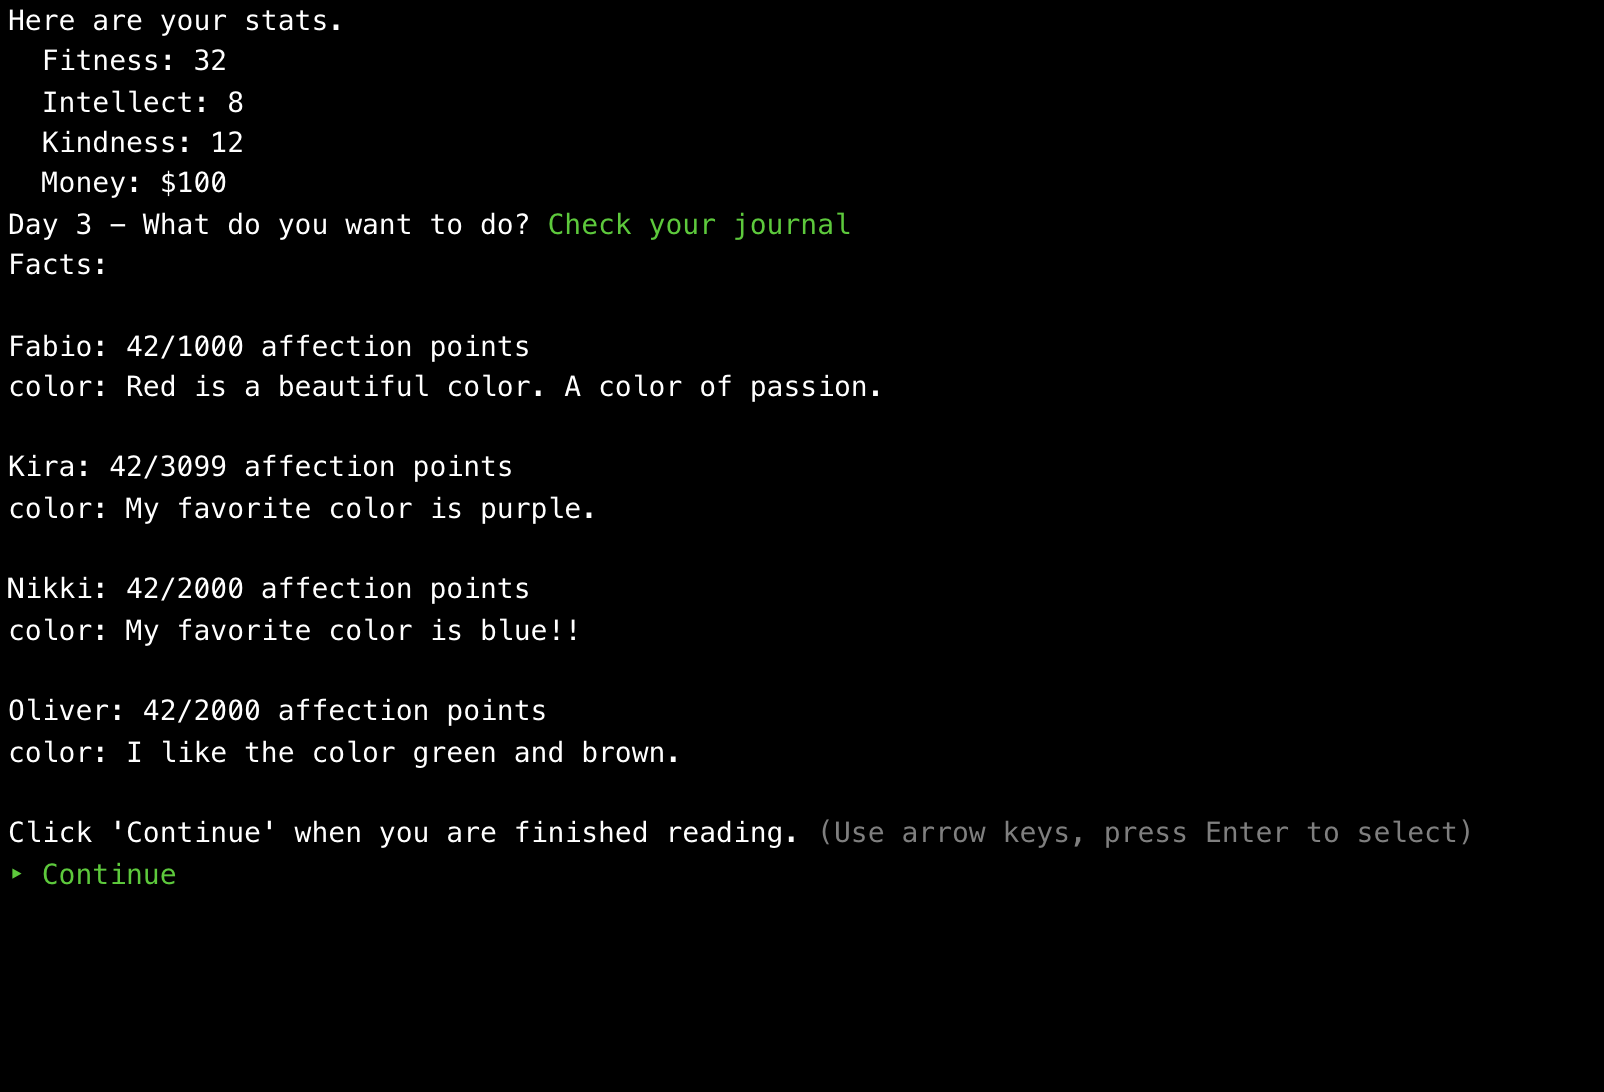 Here are your stats.
  Fitness: 32
  Intellect: 8
  Kindness: 12
  Money: $100
Day 3 – What do you want to do? Check your journal
Facts:

Fabio: 42/1000 affection points
color: Red is a beautiful color. A color of passion.

Kira: 42/3099 affection points
color: My favorite color is purple.

Nikki: 42/2000 affection points
color: My favorite color is blue!!

Oliver: 42/2000 affection points
color: I like the color green and brown.

Click 'Continue' when you are finished reading. (Use arrow keys, press Enter to select)
‣ Continue